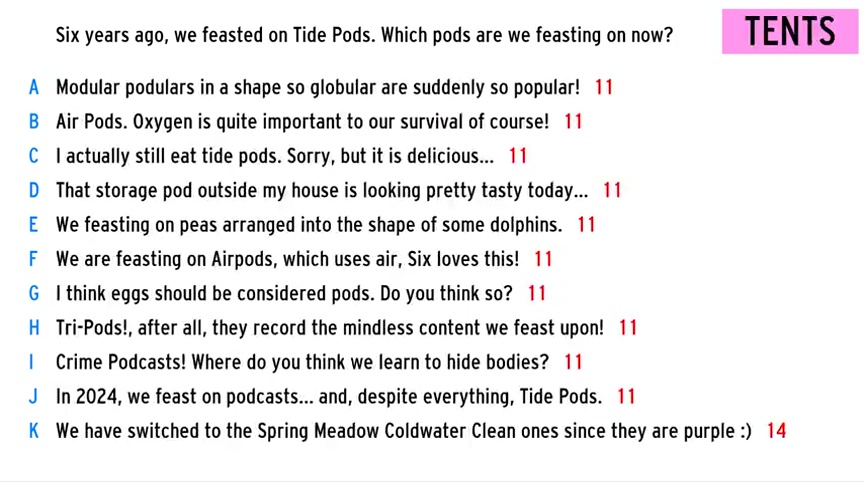 Six years ago, we feasted on Tide Pods. Which pods are we feasting on now?
TENTS
A Modular podulars in a shape so globular are suddenly so popular! 11
B Air Pods. Oxygen is quite important to our survival of course! 11
C I actually still eat tide pods. Sorry, but it is delicious... 11
D That storage pod outside my house is looking pretty tasty today... 11
E We feasting on peas arranged into the shape of some dolphins. 11
F We are feasting on Airpods, which uses air, Six loves this! 11
G I think eggs should be considered pods. Do you think so? 11
H Tri-Pods!, after all, they record the mindless content we feast upon! 11
I Crime Podcasts! Where do you think we learn to hide bodies? 11
J In 2024, we feast on podcasts... and, despite everything, Tide Pods. 11
K We have switched to the Spring Meadow Coldwater Clean ones since they are purple :) 14